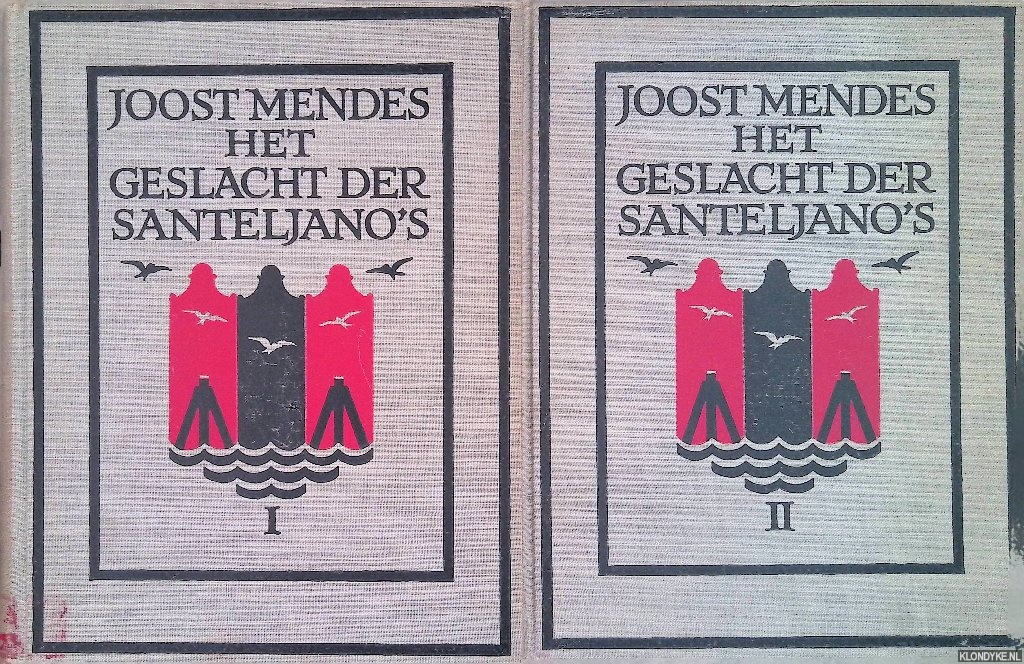 JOOST MENDES
HET
GESLACHT DER
SANTELJANO'S
I
JOOST MENDES
HET
GESLACHT DER
SANTELJANO'S
II
KLONDYKE.NL